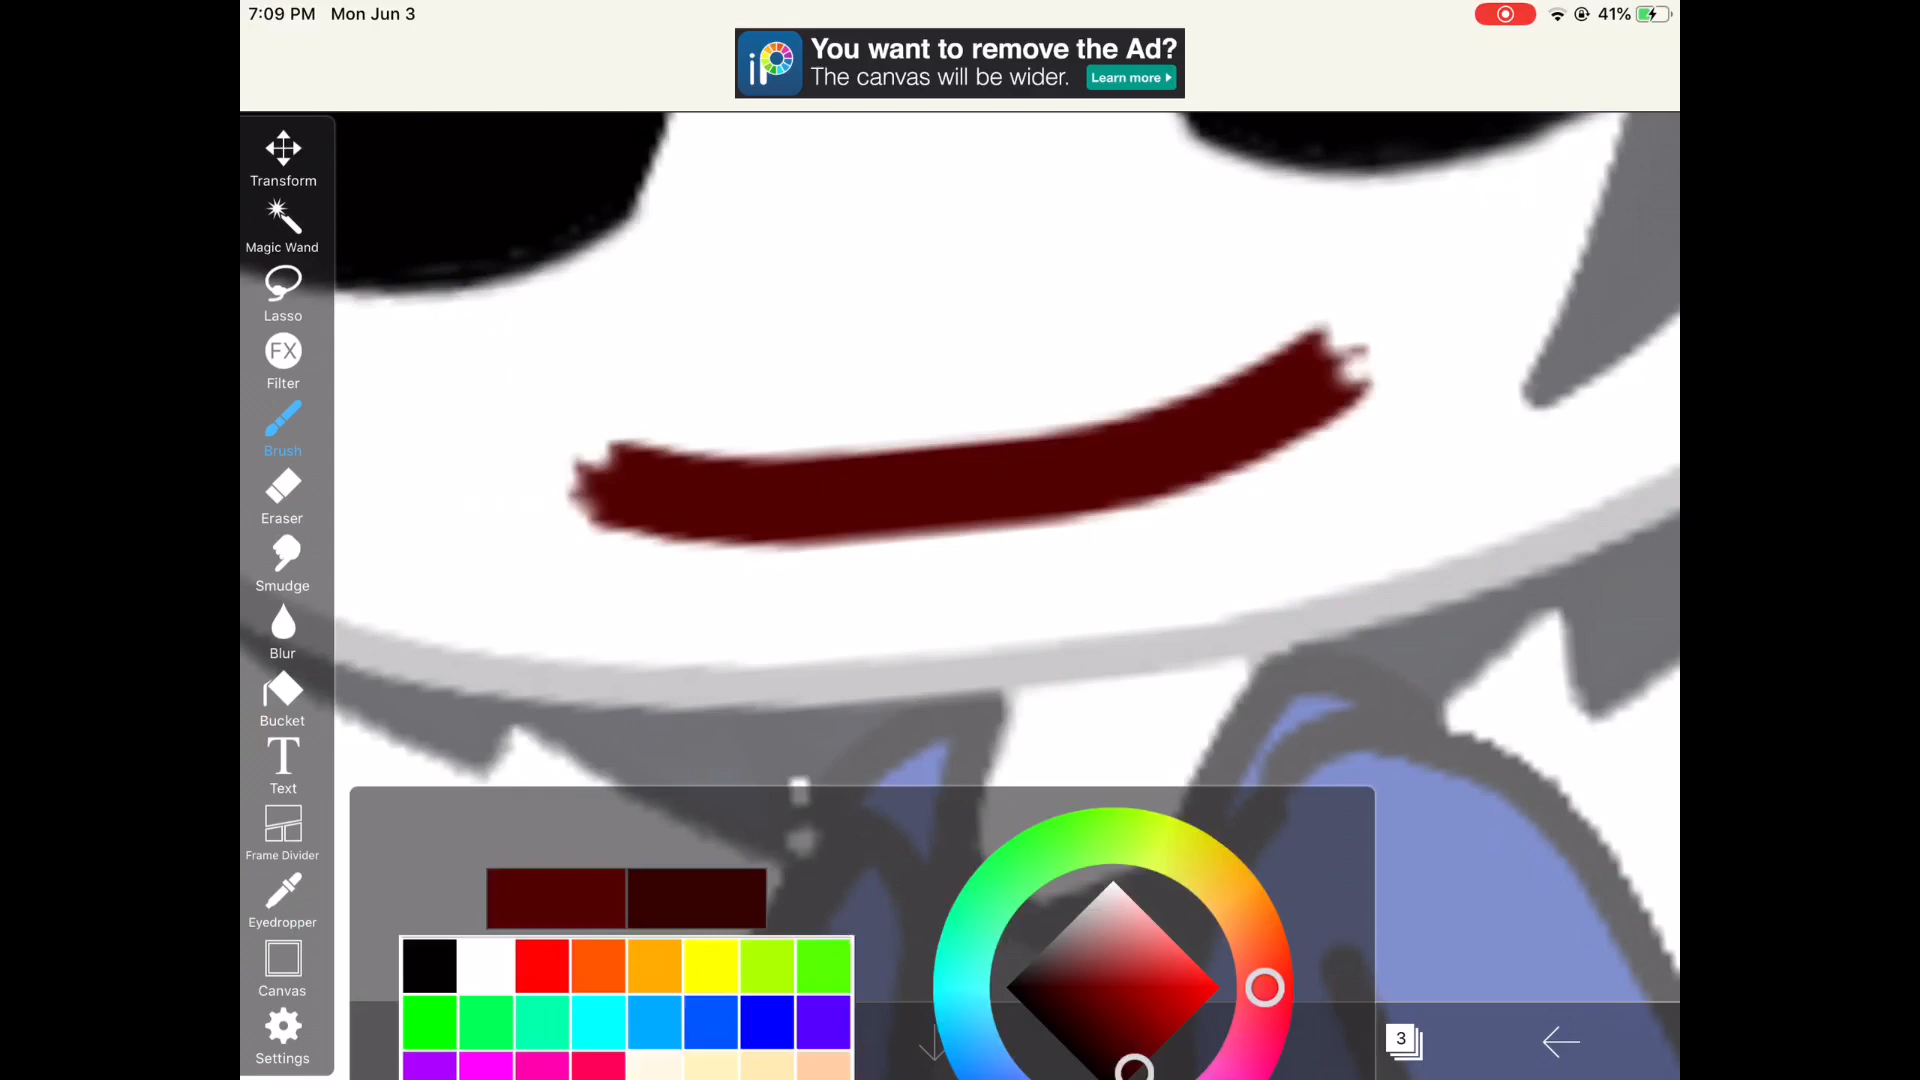 7:09 PM Mon Jun 3
41%
iP
You want to remove the Ad?
The canvas will be wider.
Learn more
Transform
Magic Wand
Lasso
FX
Filter
Brush
Eraser
Smudge
Blur
Bucket
T
Text
Frame Divider
Eyedropper
Canvas
Settings
3